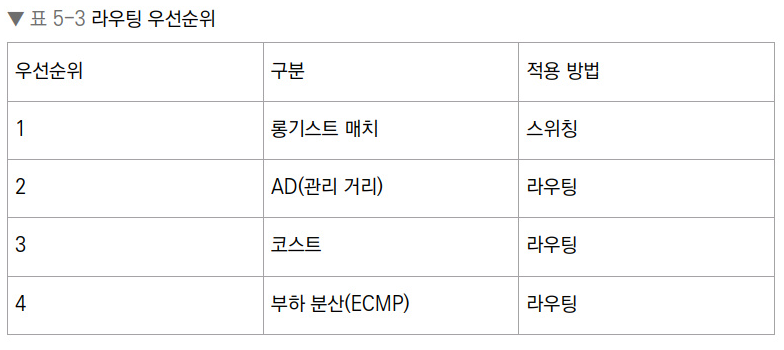 ▼ 표 5-3 라우팅 우선순위
우선순위 구분 적용 방법
1 롱기스트 매치 스위칭
2 AD(관리 거리) 라우팅
3 코스트 라우팅
4 부하 분산(ECMP) 라우팅